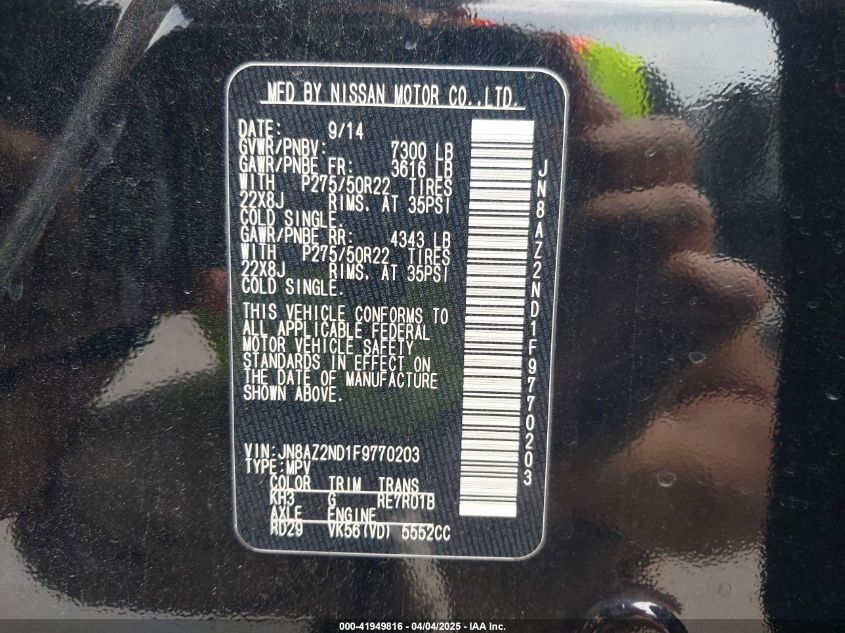 MFD BY NISSAN MOTOR CO.,LTD.
DATE: 9/14
GVWR/PNBV: 7300 LB
GAWR/PNBE FR: 3616 LB
WITH P275/50R22 TIRES
22X8J RIMS, AT 35PSI
COLD SINGLE.
GAWR/PNBE RR: 4343 LB
WITH P275/50R22 TIRES
22X8J RIMS, AT 35PSI
COLD SINGLE.
THIS VEHICLE CONFORMS TO
ALL APPLICABLE FEDERAL
MOTOR VEHICLE SAFETY
STANDARDS IN EFFECT ON
THE DATE OF MANUFACTURE
SHOWN ABOVE.
VIN:JN8AZ2ND1F9770203
TYPE:MPV
COLOR TRIM TRANS
KH3 G RE7R01B
AXLE ENGINE
RD29 VK56(VD) 5552CC
JN8AZ2ND1F9770203
000-41949816 - 04/04/2025 - IAA Inc.